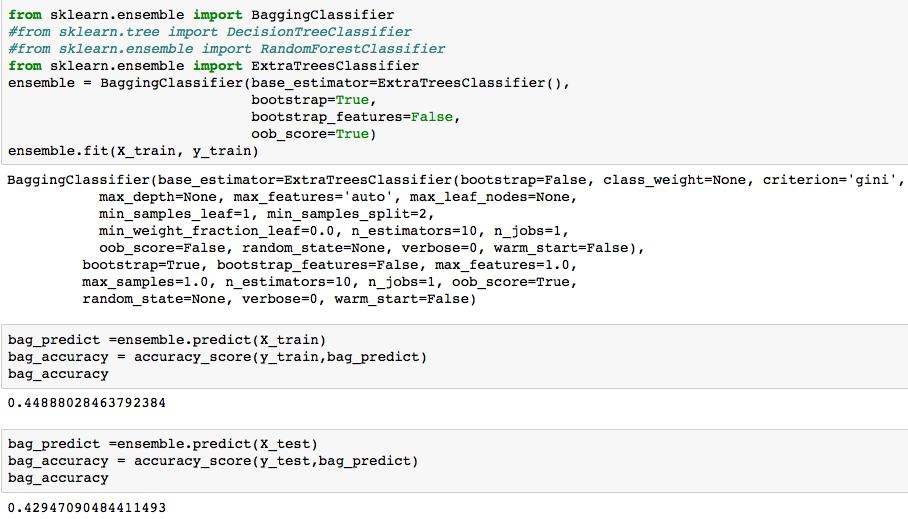 from sklearn.ensemble import BaggingClassifier
#from sklearn.tree import DecisionTreeClassifier
#from sklearn.ensemble import RandomForestClassifier
from sklearn.ensemble import ExtraTreesClassifier
ensemble = BaggingClassifier(base_estimator=ExtraTreesClassifier(),
bootstrap=True,
bootstrap_features=False,
oob_score=True)
ensemble.fit(X_train, y_train)
BaggingClassifier(base_estimator=ExtraTreesClassifier(bootstrap=False, class_weight=None, criterion='gini',
max_depth=None, max_features='auto', max_leaf_nodes=None,
min_samples_leaf=1, min_samples_split=2,
min_weight_fraction_leaf=0.0, n_estimators=10, n_jobs=1,
oob_score=False, random_state=None, verbose=0, warm_start=False),
bootstrap=True, bootstrap_features=False, max_features=1.0,
max_samples=1.0, n_estimators=10, n_jobs=1, oob_score=True,
random_state=None, verbose=0, warm_start=False)
bag_predict =ensemble.predict(X_train)
bag_accuracy = accuracy_score(y_train,bag_predict)
bag_accuracy
0.44888028463792384
bag_predict =ensemble.predict(X_test)
bag_accuracy = accuracy_score(y_test,bag_predict)
bag_accuracy
0.42947090484411493